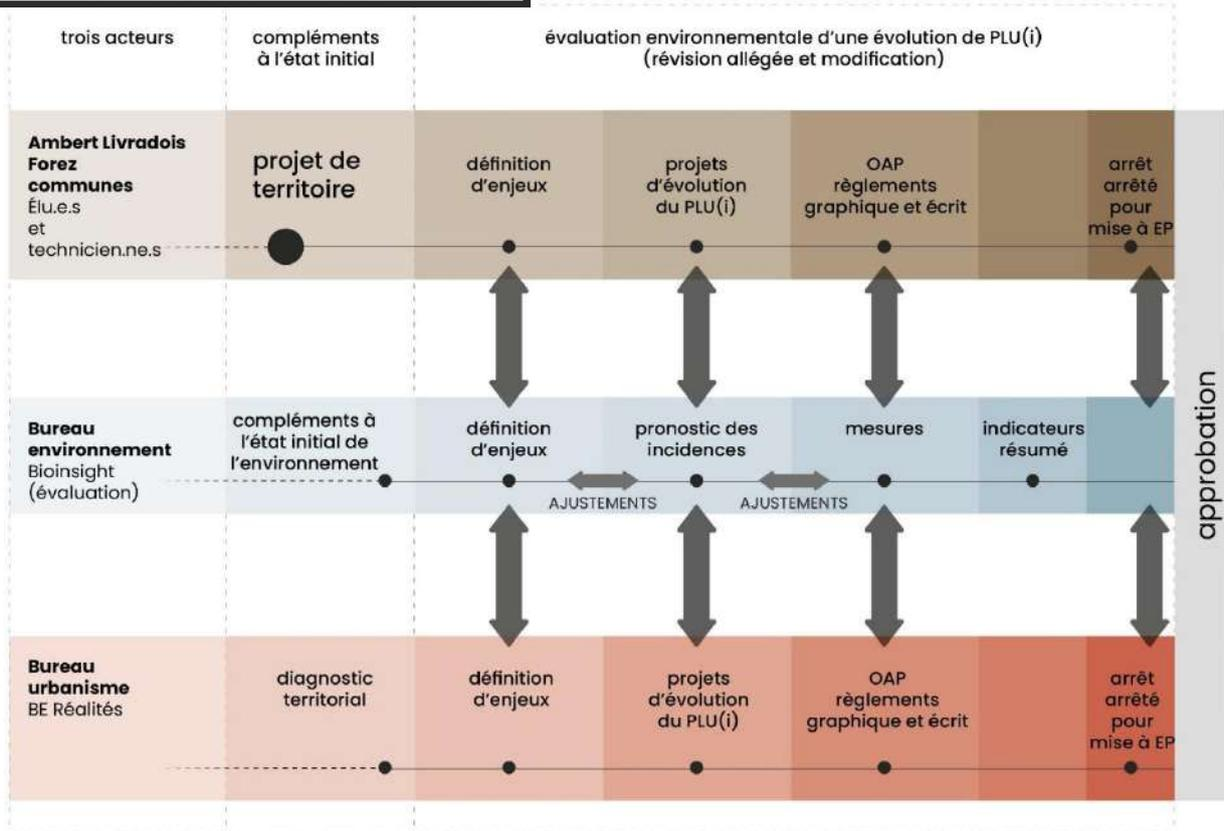 trois acteurs
compléments
à l'état initial
évaluation environnementale d'une évolution de PLU(i)
(révision allégée et modification)
Ambert Livradois
Forez
communes
Élu.e.s
et
technicien.ne.s
projet de
territoire
définition
d'enjeux
projets
d'évolution
du PLU(i)
OAP
règlements
graphique et écrit
arrêt
arrêté
pour
mise à EP
Bureau
environnement
Bioinsight
(évaluation)
compléments à
l'état initial de
l'environnement
définition
d'enjeux
pronostic des
incidences
mesures
indicateurs
résumé
AJUSTEMENTS
AJUSTEMENTS
Bureau
urbanisme
BE Réalités
diagnostic
territorial
définition
d'enjeux
projets
d'évolution
du PLU(i)
OAP
règlements
graphique et écrit
arrêt
arrêté
pour
mise à EP
approbation